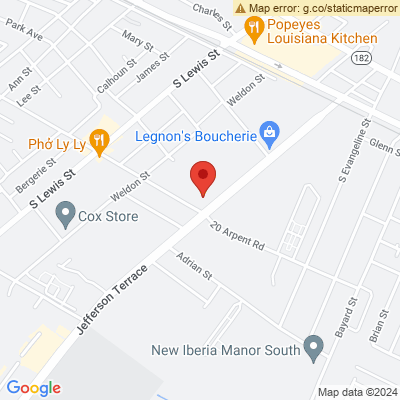 Map error: g.co/staticmaperror
Charles St
Park Ave
Mary St
Popeyes
Louisiana Kitchen
182
Calhoun St
James St
S Lewis St
Ann St
Lee St
Weldon St
Legnon's Boucherie
Phở Ly Ly
Glenn S
S Evangeline St
Bergerie St
S Lewis St
Weldon St
Cox Store
20 Arpent Rd
Adrian St
Jefferson Terrace
Bayard St
Brian St
New Iberia Manor South
Google
Map data ©2024